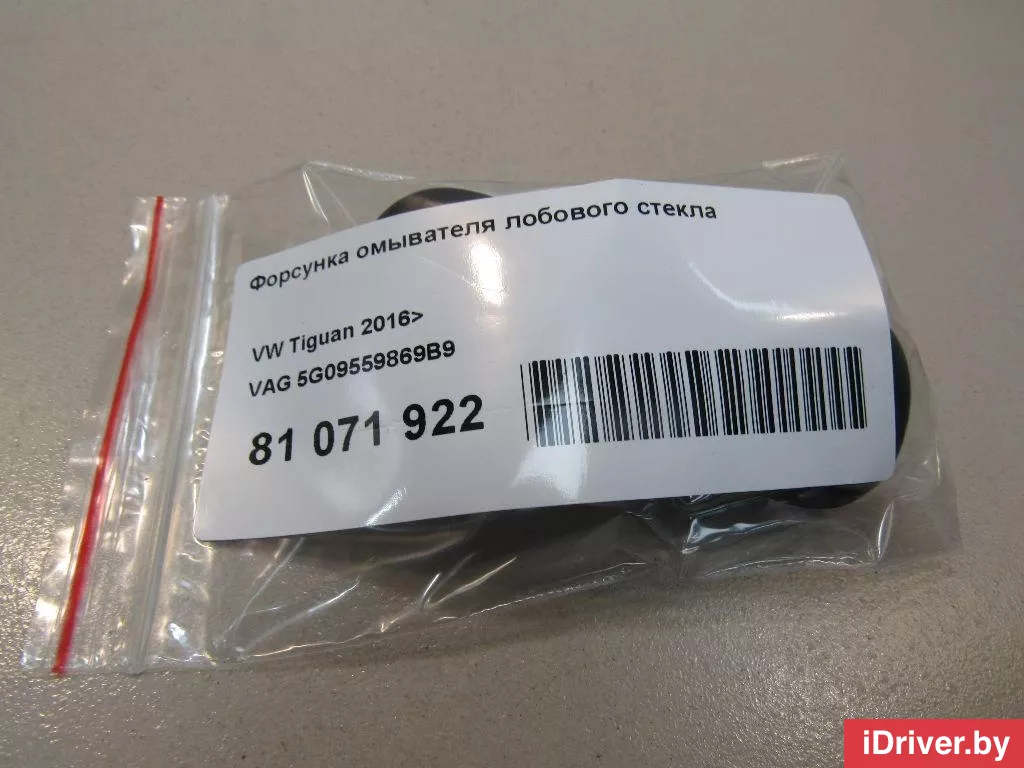 Форсунка омывателя лобового стекла
VW Tiguan 2016>
VAG 5G09559869B9
81 071 922
iDriver.by